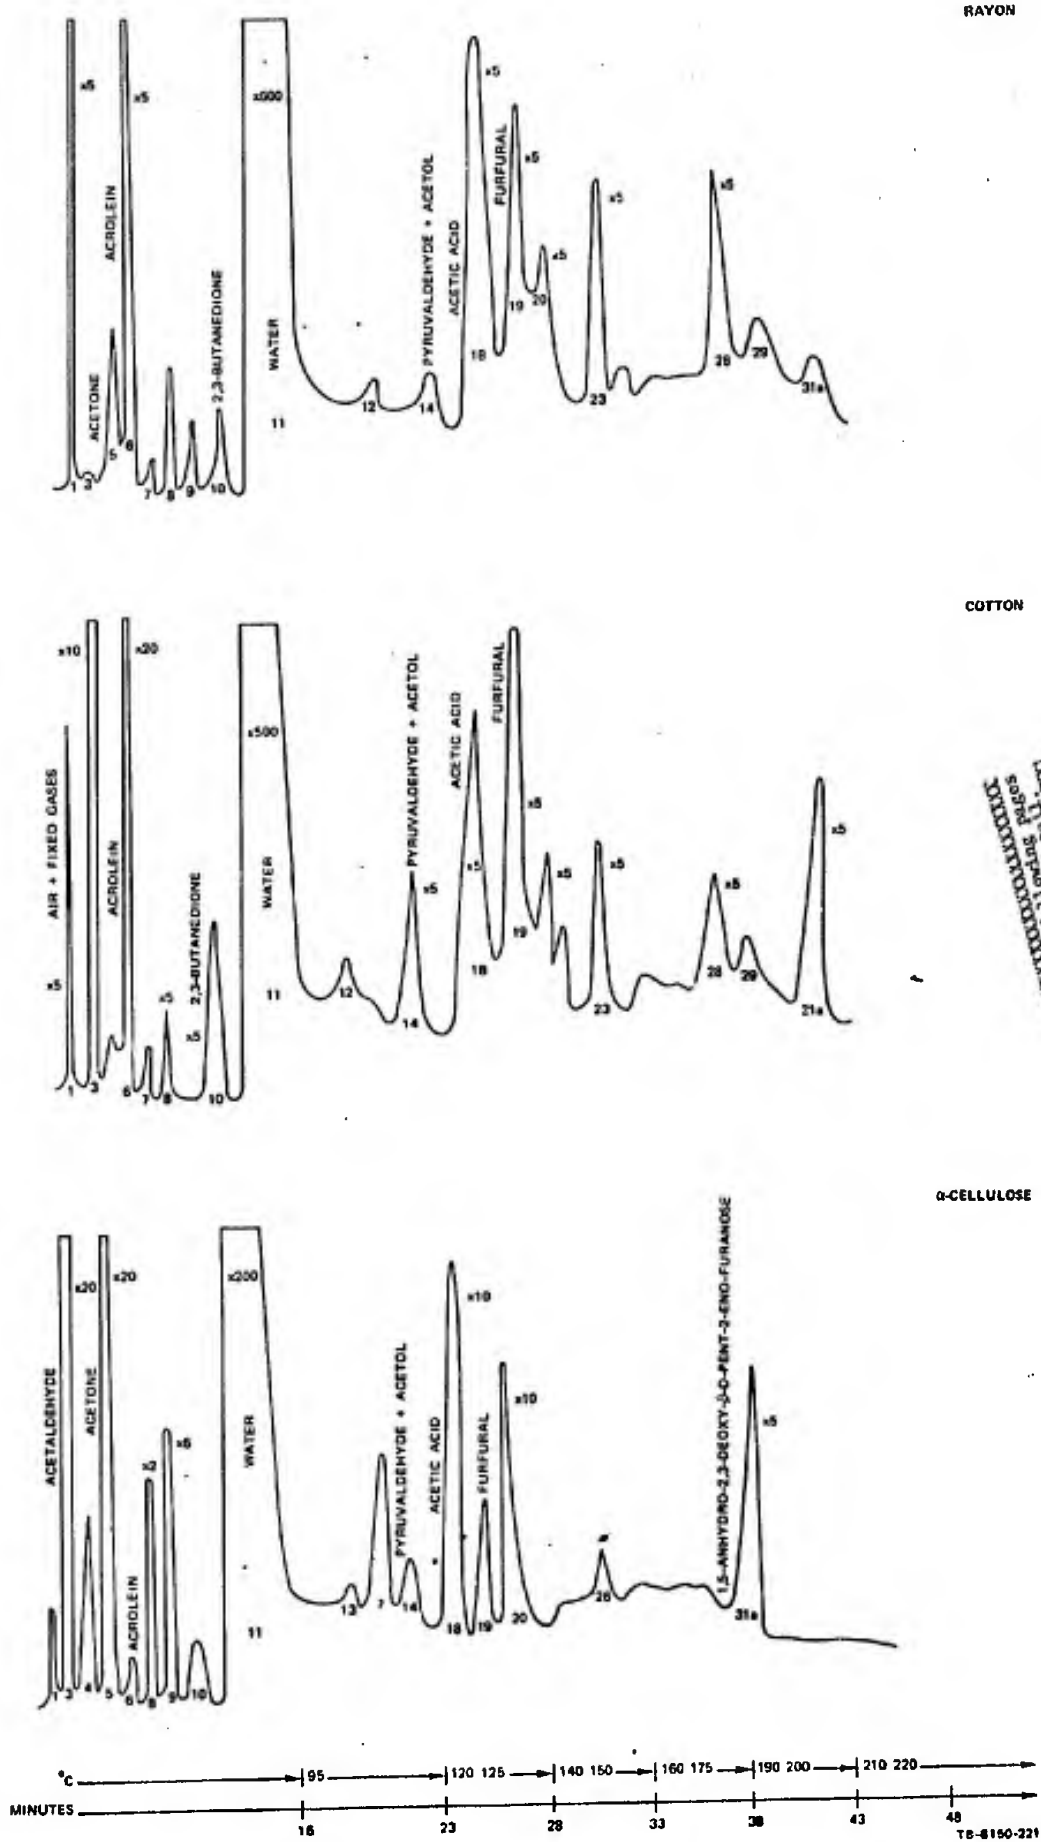 RAYON
x5
x5
ACROLEIN
ACETONE
2,3-BUTANEDIONE
WATER
PYRUVALDEHYDE + ACETOL
ACETIC ACID
x5
FURFURAL
x5
x5
x5
x5
1 3 5 6 7 8 9 10 11 12 14 18 19 20 23 28 29 31a
COTTON
AIR + FIXED GASES
x5
x10
ACROLEIN
x20
x5
2,3-BUTANEDIONE
x5
x500
WATER
PYRUVALDEHYDE + ACETOL
x5
ACETIC ACID
x5
FURFURAL
x5
x5
x5
x5
x5
1 3 6 7 8 10 11 12 14 18 19 23 28 29 21a
owing pages
α-CELLULOSE
ACETALDEHYDE
x20
ACETONE
x20
ACROLEIN
x2
x200
WATER
PYRUVALDEHYDE + ACETOL
ACETIC ACID
x10
FURFURAL
x10
1,5-ANHYDRO-2,3-DEOXY-β-D-PENT-2-ENO-FURANOSE
x5
1 3 4 5 6 8 9 10 11 13 ? 14 18 19 20 26 31a
°C 95 120 125 140 150 160 175 190 200 210 220
MINUTES 16 23 28 33 38 43 48
TB-8150-221